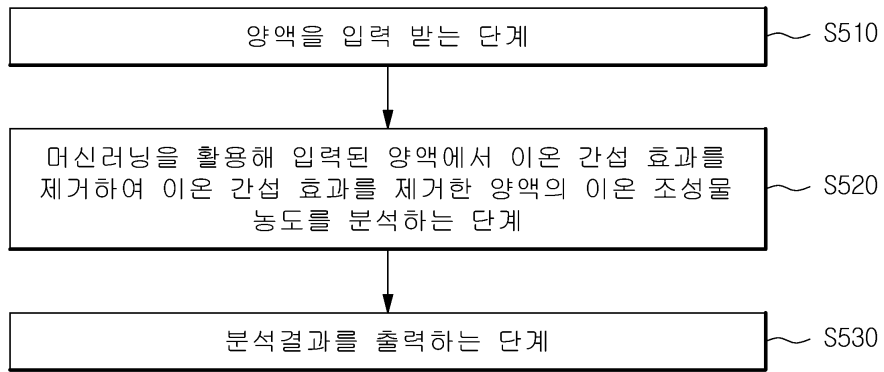 양액을 입력 받는 단계
S510
머신러닝을 활용해 입력된 양액에서 이온 간섭 효과를
제거하여 이온 간섭 효과를 제거한 양액의 이온 조성물
농도를 분석하는 단계
S520
분석결과를 출력하는 단계
S530